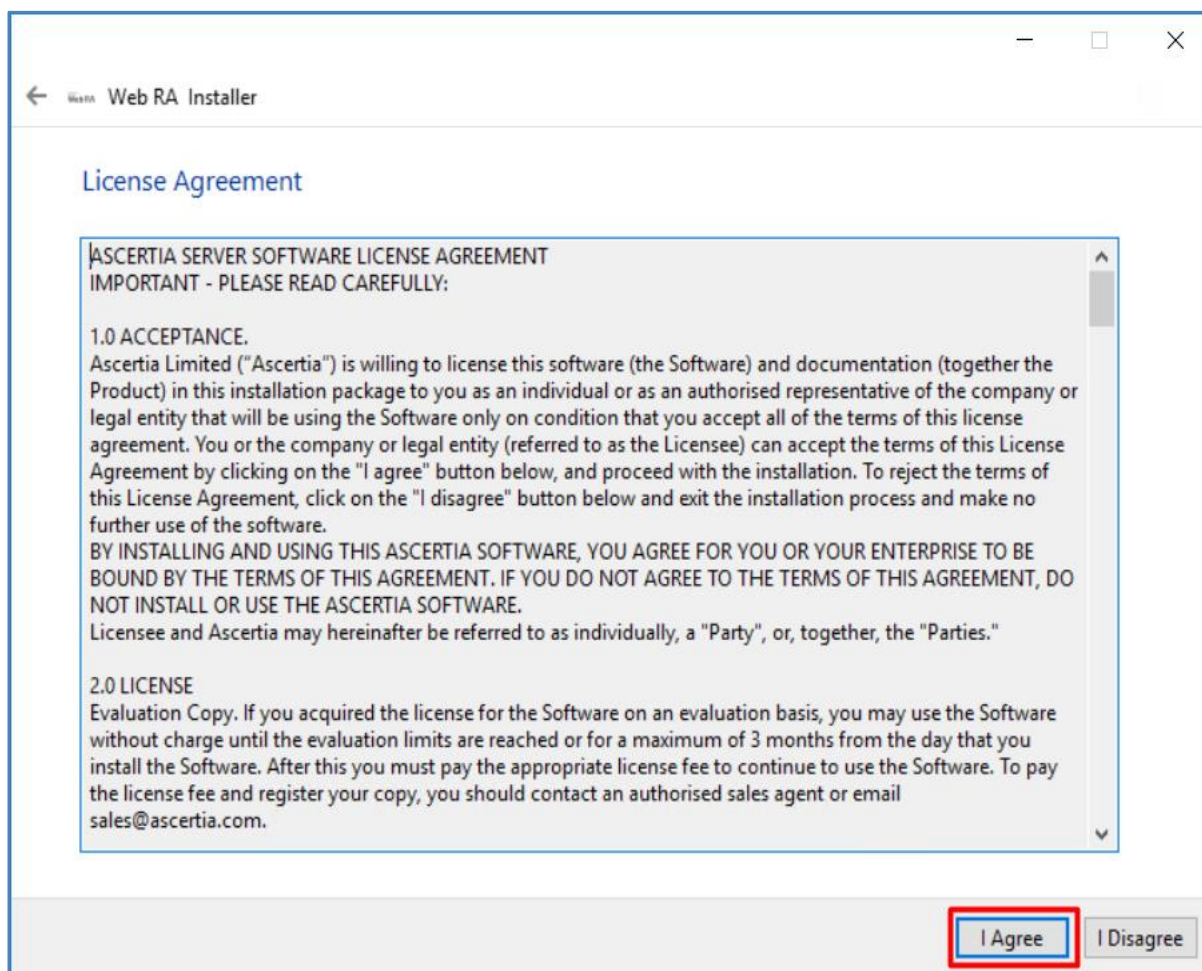 Web RA Installer
License Agreement
ASCERTIA SERVER SOFTWARE LICENSE AGREEMENT
IMPORTANT - PLEASE READ CAREFULLY:
1.0 ACCEPTANCE.
Ascertia Limited (“Ascertia”) is willing to license this software (the Software) and documentation (together the
Product) in this installation package to you as an individual or as an authorised representative of the company or
legal entity that will be using the Software only on condition that you accept all of the terms of this license
agreement. You or the company or legal entity (referred to as the Licensee) can accept the terms of this License
Agreement by clicking on the "I agree" button below, and proceed with the installation. To reject the terms of
this License Agreement, click on the "I disagree" button below and exit the installation process and make no
further use of the software.
BY INSTALLING AND USING THIS ASCERTIA SOFTWARE, YOU AGREE FOR YOU OR YOUR ENTERPRISE TO BE
BOUND BY THE TERMS OF THIS AGREEMENT. IF YOU DO NOT AGREE TO THE TERMS OF THIS AGREEMENT, DO
NOT INSTALL OR USE THE ASCERTIA SOFTWARE.
Licensee and Ascertia may hereinafter be referred to as individually, a "Party", or, together, the "Parties."
2.0 LICENSE
Evaluation Copy. If you acquired the license for the Software on an evaluation basis, you may use the Software
without charge until the evaluation limits are reached or for a maximum of 3 months from the day that you
install the Software. After this you must pay the appropriate license fee to continue to use the Software. To pay
the license fee and register your copy, you should contact an authorised sales agent or email
sales@ascertia.com.
I Agree
I Disagree